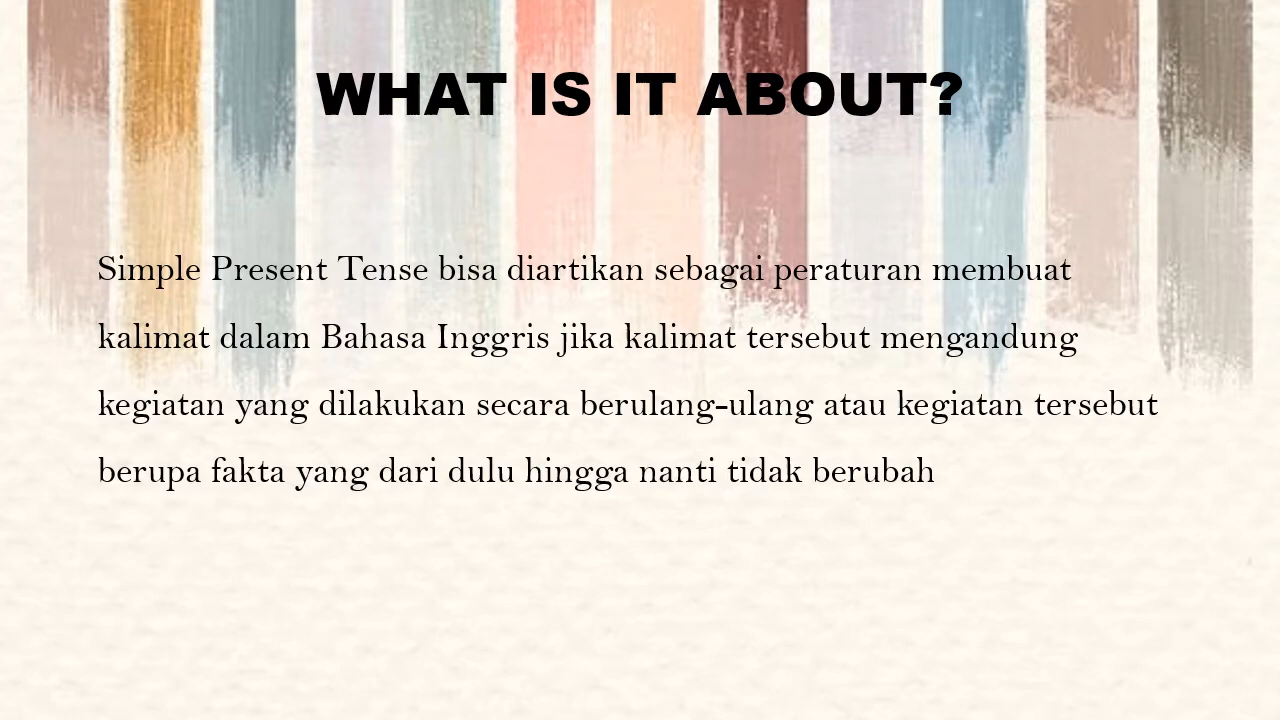 WHAT IS IT ABOUT?
Simple Present Tense bisa diartikan sebagai peraturan membuat
kalimat dalam Bahasa Inggris jika kalimat tersebut mengandung
kegiatan yang dilakukan secara berulang-ulang atau kegiatan tersebut
berupa fakta yang dari dulu hingga nanti tidak berubah